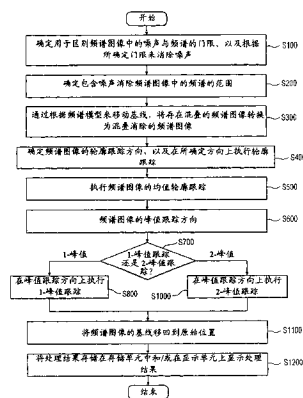 开始
确定用于区别频谱图像中的噪声与频谱的门限、以及根据
所确定门限来消除噪声
S100
确定包含噪声消除频谱图像中的频谱的范围
S200
通过根据频谱模型来移动基线，将存在混叠的频谱图像转换
为混叠消除的频谱图像
S300
确定频谱图像的轮廓跟踪方向、以及在所确定方向上执行轮廓
跟踪
S400
执行频谱图像的均值轮廓跟踪
S500
频谱图像的峰值跟踪方向
S600
S700
1-峰值
1-峰值跟踪
还是2-峰值跟
踪?
2-峰值
在峰值跟踪方向上执行
1-峰值跟踪
S800
S1000
在峰值跟踪方向上执行
2-峰值跟踪
将频谱图像的基线移回到原始位置
S1100
将处理结果存储在存储单元中和/或在显示单元上显示处理
结果
S1200
结束